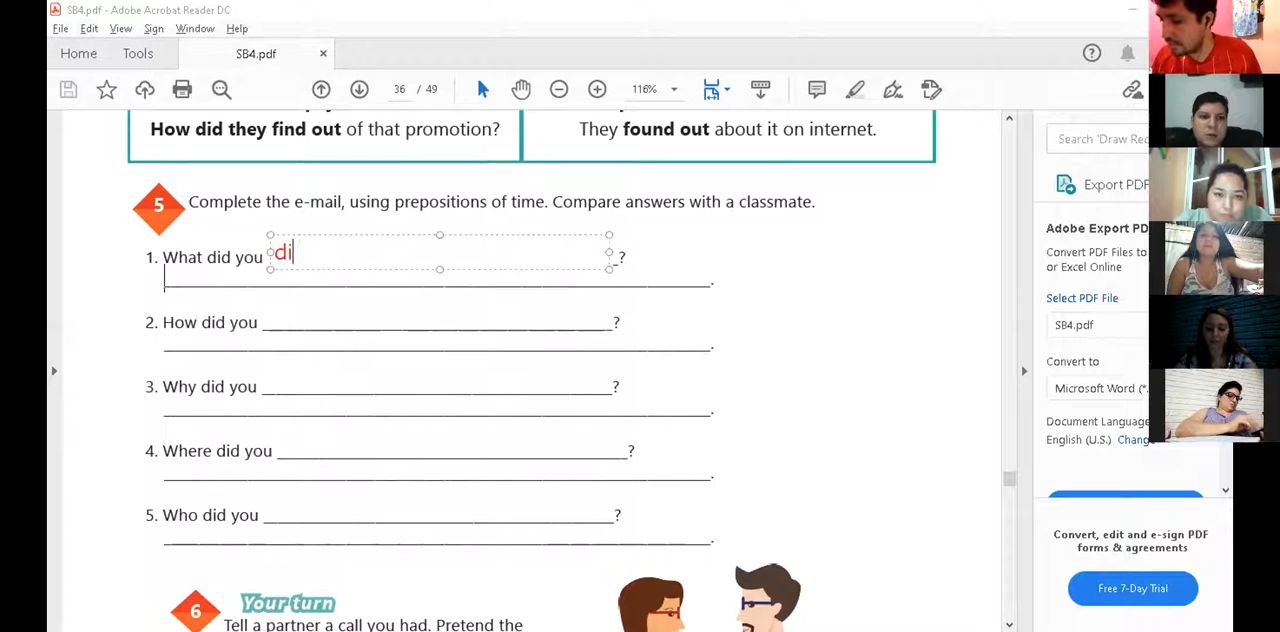 SB4.pdf - Adobe Acrobat Reader DC
File Edit View Sign Window Help
Home Tools SB4.pdf ×
36 / 49 116%
How did they find out of that promotion? They found out about it on internet.
5 Complete the e-mail, using prepositions of time. Compare answers with a classmate.
1. What did you di ?
.
2. How did you ?
.
3. Why did you ?
.
4. Where did you ?
.
5. Who did you ?
.
6 Your turn
Tell a partner a call you had. Pretend the
Search 'Draw Rec
Export PDF
Adobe Export PD
Convert PDF Files to
or Excel Online
Select PDF File
SB4.pdf
Convert to
Microsoft Word (*.
Document Language
English (U.S.) Change
Convert, edit and e-sign PDF
forms & agreements
Free 7-Day Trial